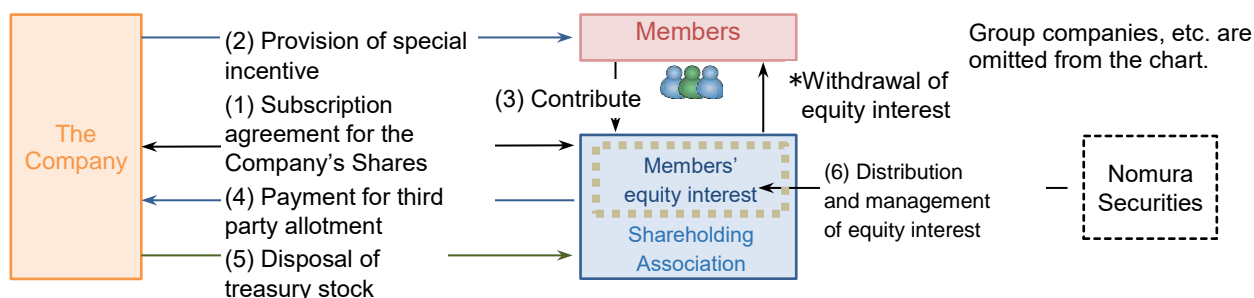 The
Company
(2) Provision of special
incentive
(1) Subscription
agreement for the
Company’s Shares
(4) Payment for third
party allotment
(5) Disposal of
treasury stock
Members
(3) Contribute
*Withdrawal of
equity interest
Members’
equity interest
Shareholding
Association
(6) Distribution
and management
of equity interest
Group companies, etc. are
omitted from the chart.
Nomura
Securities